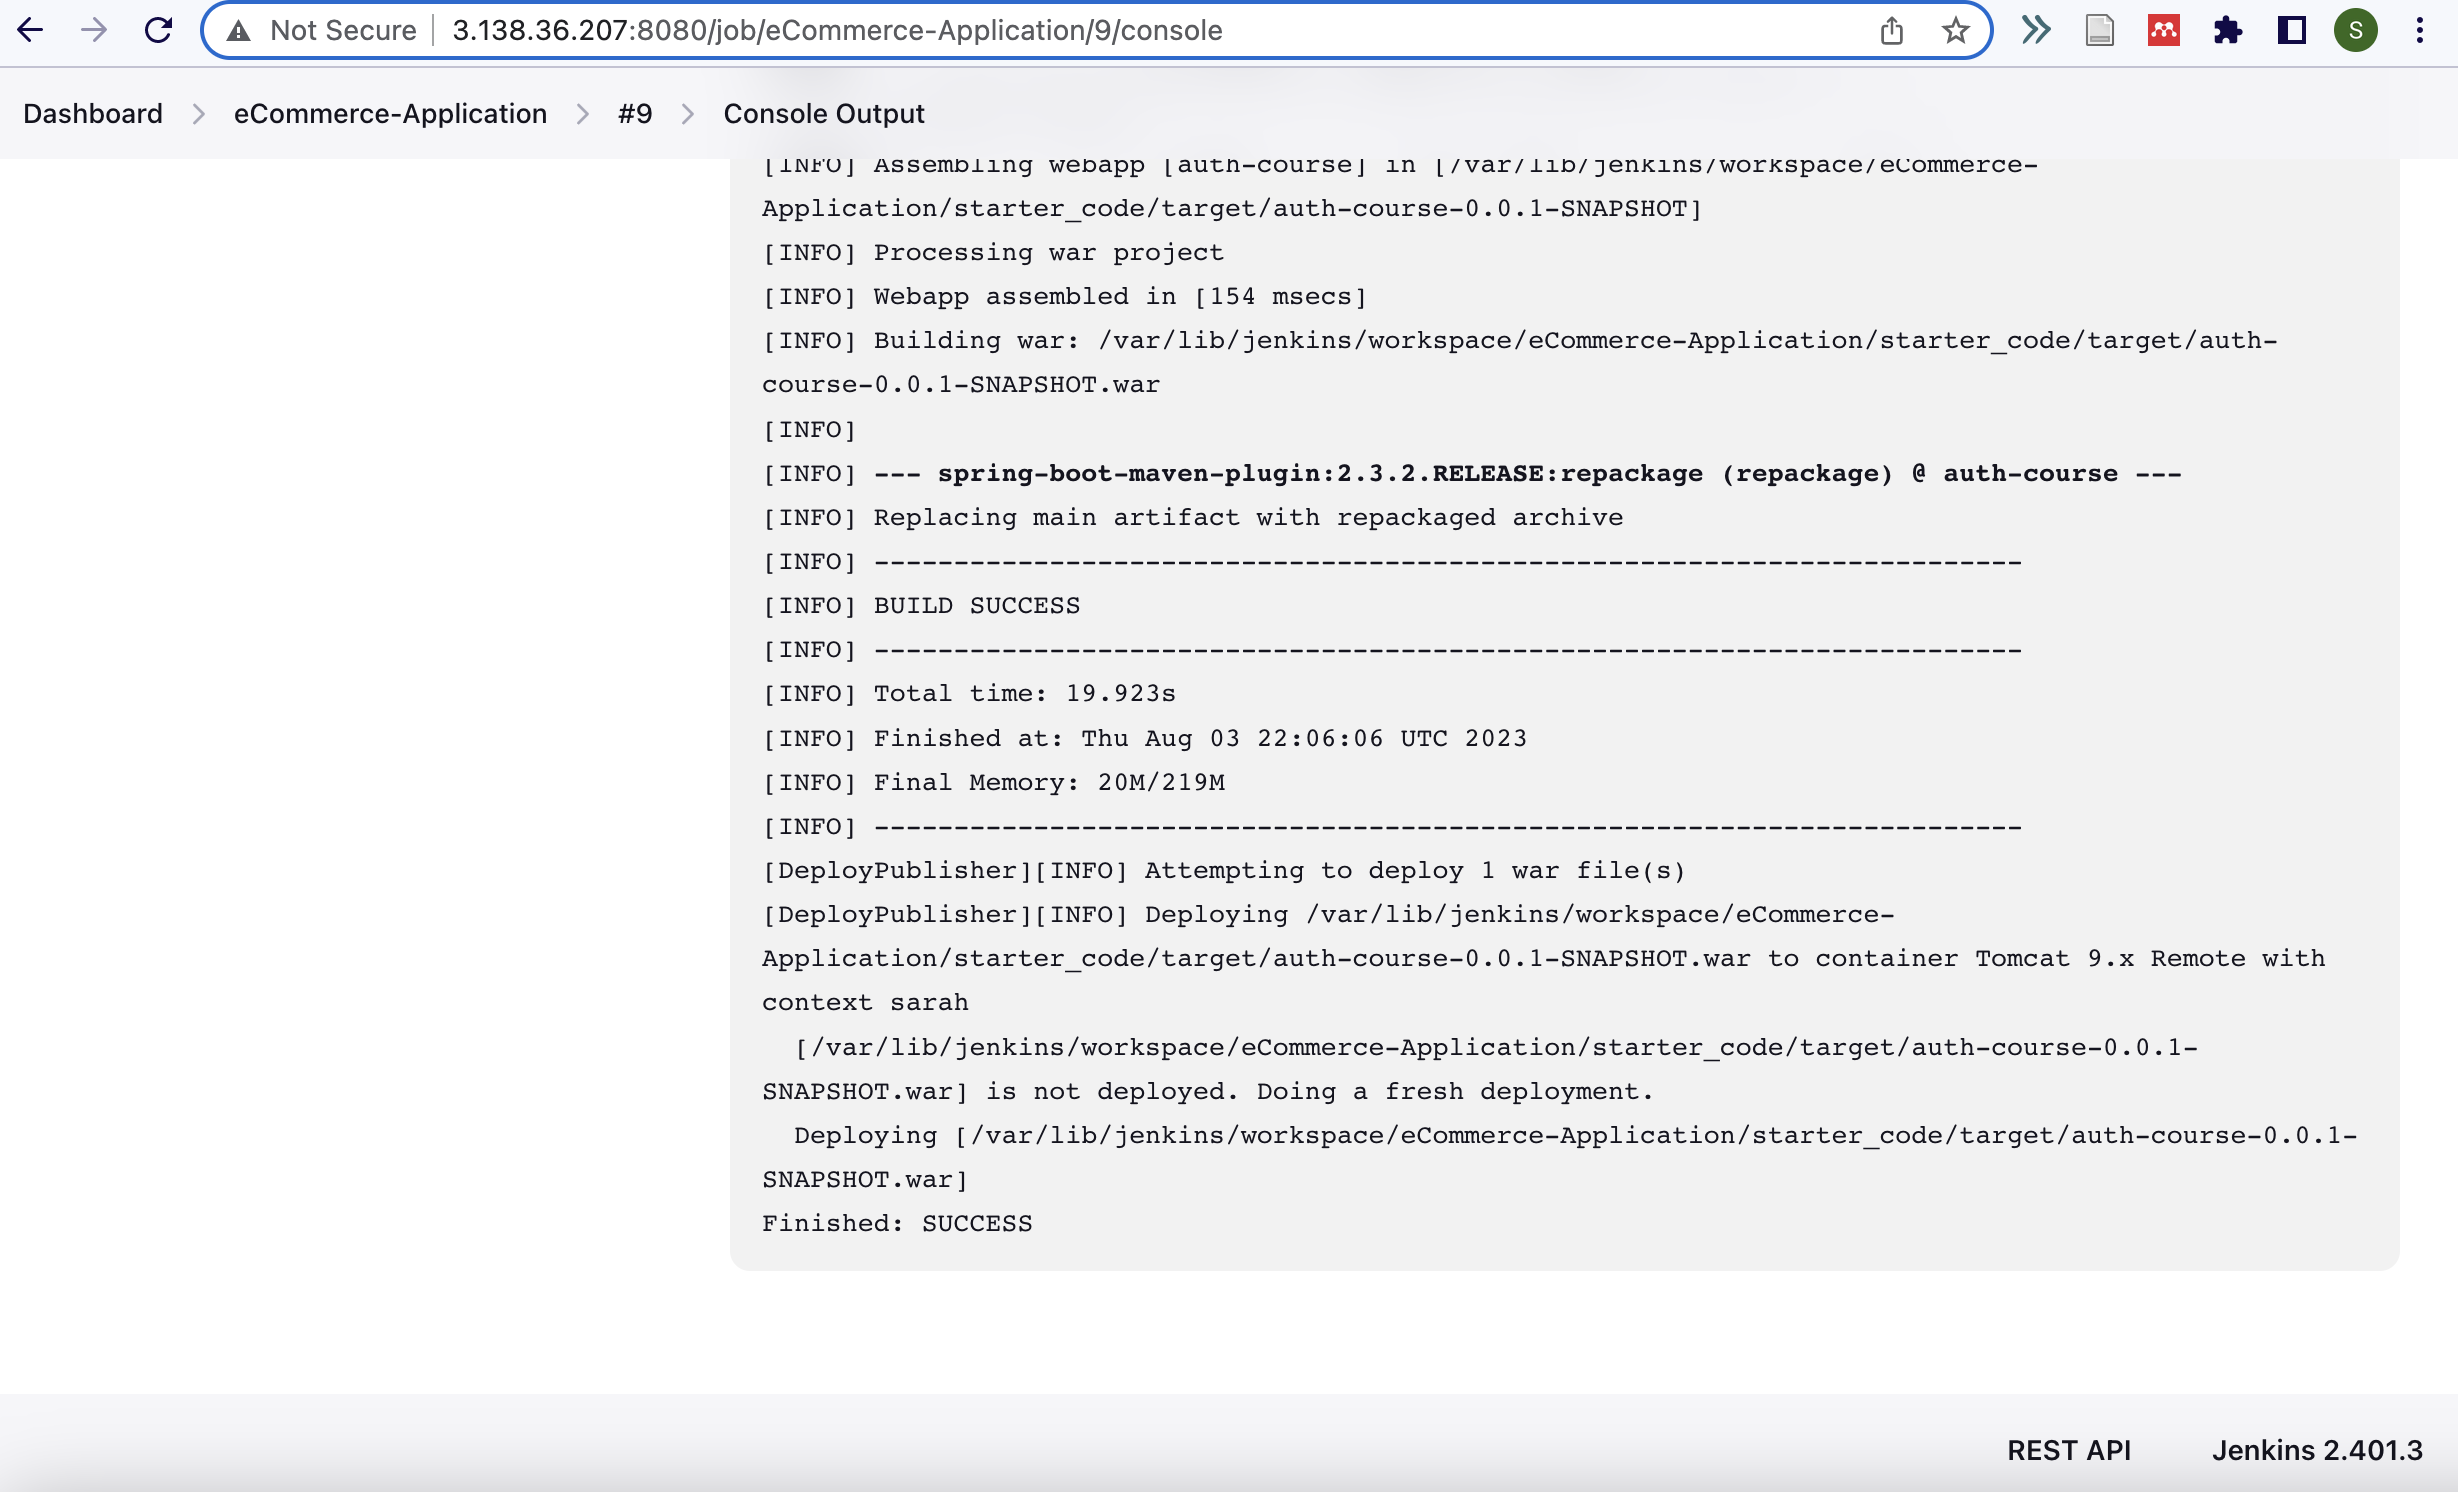 Not Secure 3.138.36.207:8080/job/eCommerce-Application/9/console S
Dashboard eCommerce-Application #9 Console Output
[INFO] Assembling webapp [auth-course] in [/var/lib/jenkins/workspace/eCommerce-
Application/starter_code/target/auth-course-0.0.1-SNAPSHOT]
[INFO] Processing war project
[INFO] Webapp assembled in [154 msecs]
[INFO] Building war: /var/lib/jenkins/workspace/eCommerce-Application/starter_code/target/auth-
course-0.0.1-SNAPSHOT.war
[INFO]
[INFO] --- spring-boot-maven-plugin:2.3.2.RELEASE:repackage (repackage) @ auth-course ---
[INFO] Replacing main artifact with repackaged archive
[INFO] ------------------------------------------------------------------------
[INFO] BUILD SUCCESS
[INFO] ------------------------------------------------------------------------
[INFO] Total time: 19.923s
[INFO] Finished at: Thu Aug 03 22:06:06 UTC 2023
[INFO] Final Memory: 20M/219M
[INFO] ------------------------------------------------------------------------
[DeployPublisher][INFO] Attempting to deploy 1 war file(s)
[DeployPublisher][INFO] Deploying /var/lib/jenkins/workspace/eCommerce-
Application/starter_code/target/auth-course-0.0.1-SNAPSHOT.war to container Tomcat 9.x Remote with
context sarah
[/var/lib/jenkins/workspace/eCommerce-Application/starter_code/target/auth-course-0.0.1-
SNAPSHOT.war] is not deployed. Doing a fresh deployment.
Deploying [/var/lib/jenkins/workspace/eCommerce-Application/starter_code/target/auth-course-0.0.1-
SNAPSHOT.war]
Finished: SUCCESS
REST API Jenkins 2.401.3